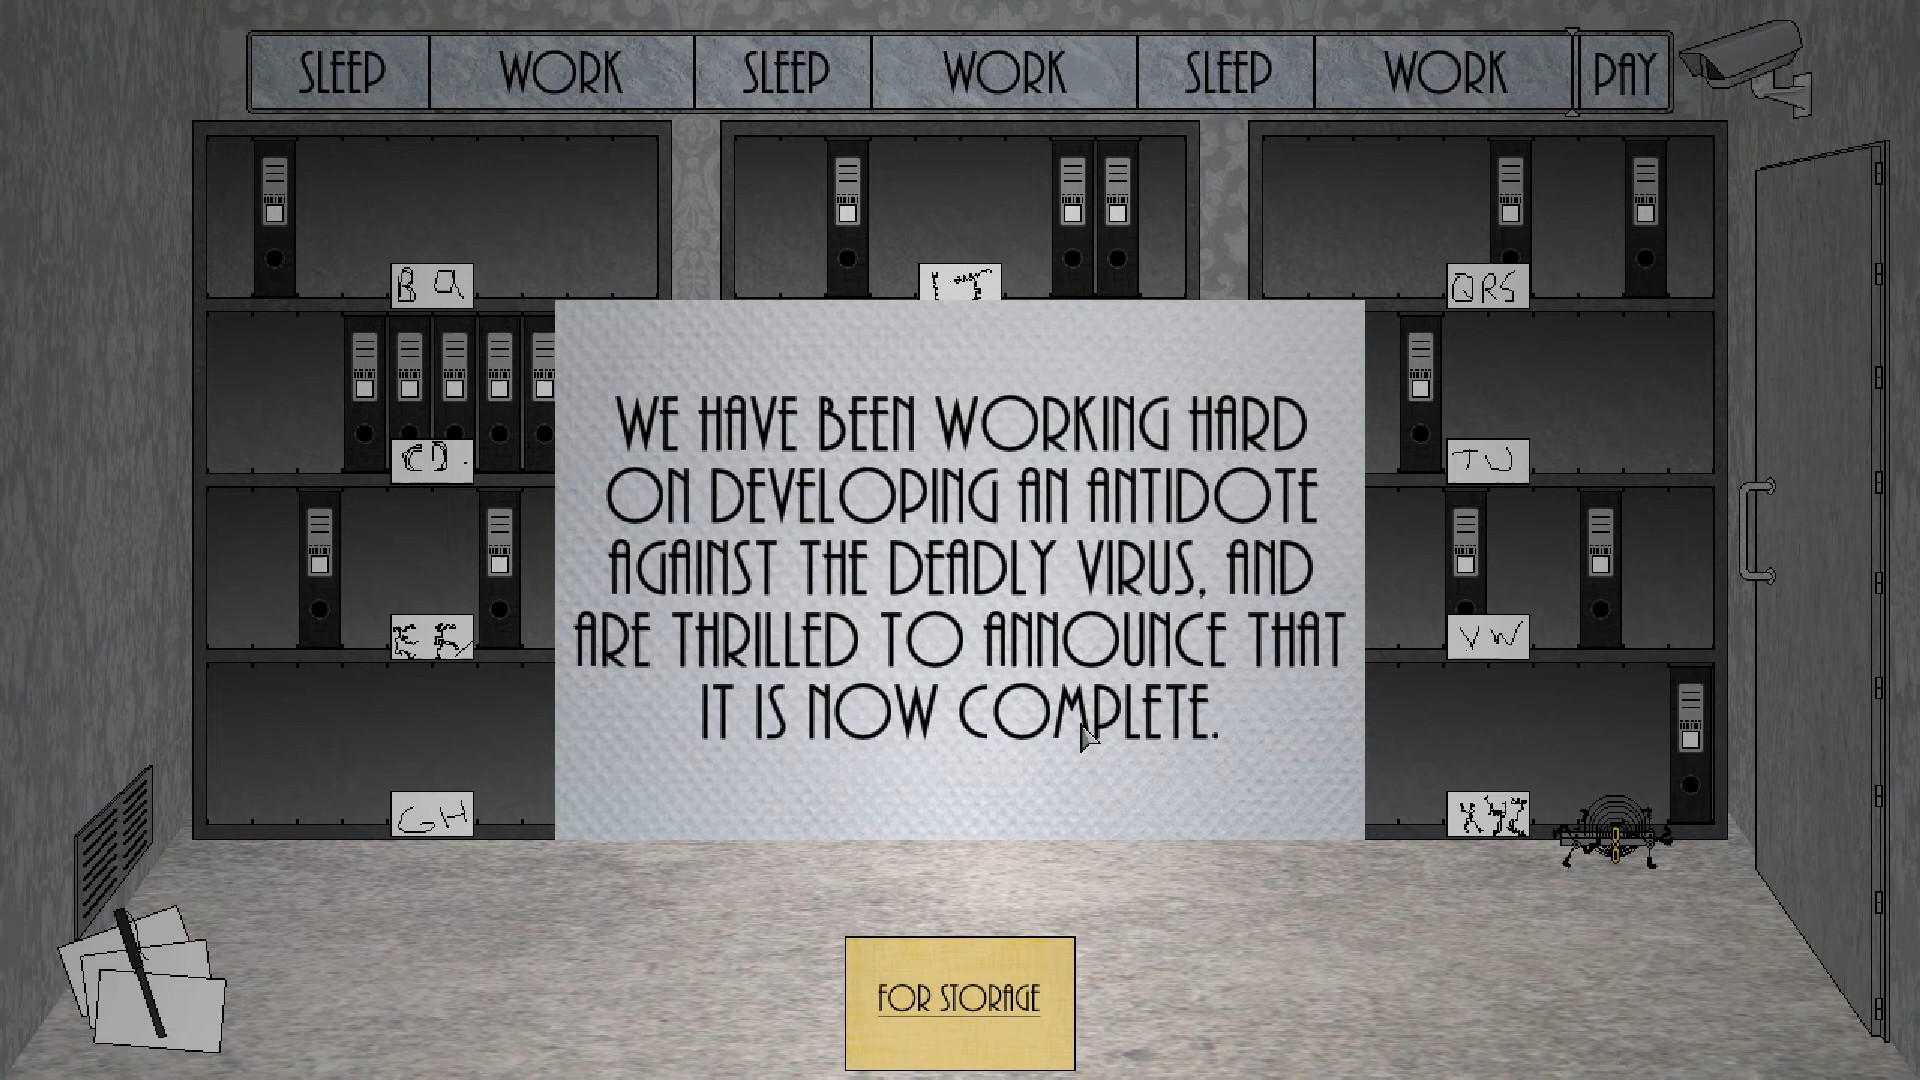 SLEEP WORK SLEEP WORK SLEEP WORK PAY
QRS
WE HAVE BEEN WORKING HARD
ON DEVELOPING AN ANTIDOTE
AGAINST THE DEADLY VIRUS, AND
ARE THRILLED TO ANNOUNCE THAT
IT IS NOW COMPLETE.
CD.
TU
VW
GH
FOR STORAGE